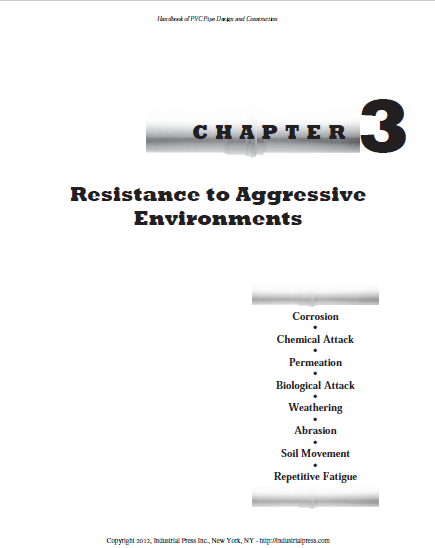 Handbook of PVC Pipe Design and Construction
CHAPTER 3
Resistance to Aggressive
Environments
Corrosion
•
Chemical Attack
•
Permeation
•
Biological Attack
•
Weathering
•
Abrasion
•
Soil Movement
•
Repetitive Fatigue
Copyright 2012, Industrial Press Inc., New York, NY - http://industrialpress.com